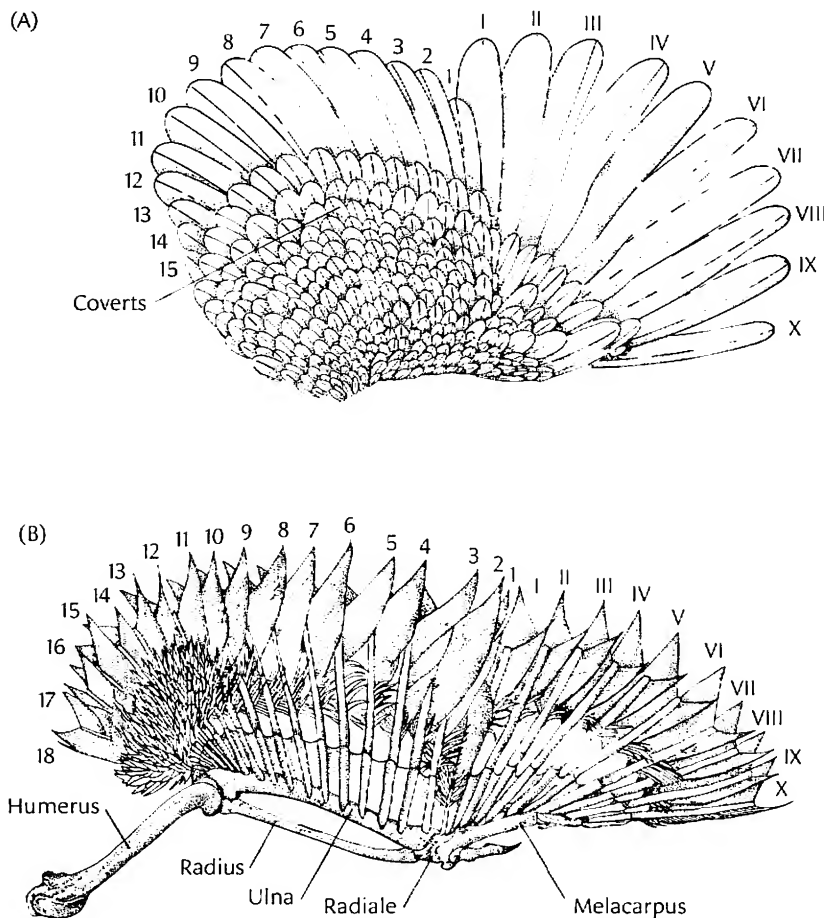 (A)
1
2
3
4
5
6
7
8
9
10
11
12
13
14
15
I
II
III
IV
V
VI
VII
VIII
IX
X
Coverts
(B)
1
2
3
4
5
6
7
8
9
10
11
12
13
14
15
16
17
18
I
II
III
IV
V
VI
VII
VIII
IX
X
Humerus
Radius
Ulna
Radiale
Melacarpus